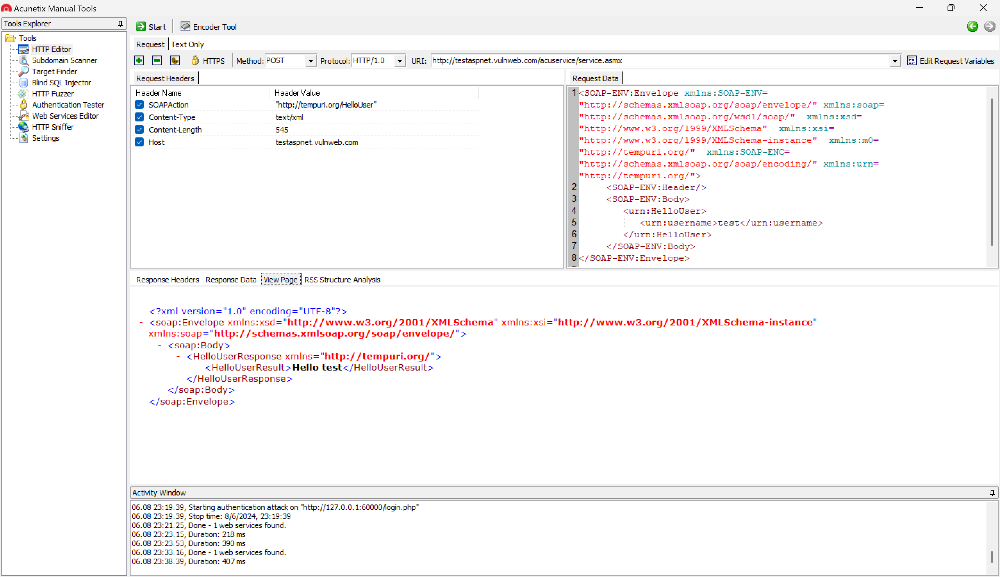 Acunetix Manual Tools
Tools Explorer
Start
Encoder Tool
Tools
HTTP Editor
Subdomain Scanner
Target Finder
Blind SQL Injector
HTTP Fuzzer
Authentication Tester
Web Services Editor
HTTP Sniffer
Settings
Request
Text Only
HTTPS
Method: POST
Protocol: HTTP/1.0
URI: http://testaspnet.vulnweb.com/acuservice/service.asmx
Edit Request Variables
Request Headers
Header Name Header Value
SOAPAction "http://tempuri.org/HelloUser"
Content-Type text/xml
Content-Length 545
Host testaspnet.vulnweb.com
Request Data
1 <SOAP-ENV:Envelope xmlns:SOAP-ENV=
"http://schemas.xmlsoap.org/soap/envelope/" xmlns:soap=
"http://schemas.xmlsoap.org/wsdl/soap/" xmlns:xsd=
"http://www.w3.org/1999/XMLSchema" xmlns:xsi=
"http://www.w3.org/1999/XMLSchema-instance" xmlns:m0=
"http://tempuri.org/" xmlns:SOAP-ENC=
"http://schemas.xmlsoap.org/soap/encoding/" xmlns:urn=
"http://tempuri.org/">
2 <SOAP-ENV:Header/>
3 <SOAP-ENV:Body>
4 <urn:HelloUser>
5 <urn:username>test</urn:username>
6 </urn:HelloUser>
7 </SOAP-ENV:Body>
8 </SOAP-ENV:Envelope>
Response Headers
Response Data
View Page
RSS Structure Analysis
<?xml version="1.0" encoding="UTF-8"?>
- <soap:Envelope xmlns:xsd="http://www.w3.org/2001/XMLSchema" xmlns:xsi="http://www.w3.org/2001/XMLSchema-instance"
xmlns:soap="http://schemas.xmlsoap.org/soap/envelope/">
- <soap:Body>
- <HelloUserResponse xmlns="http://tempuri.org/">
<HelloUserResult>Hello test</HelloUserResult>
</HelloUserResponse>
</soap:Body>
</soap:Envelope>
Activity Window
06.08 23:19.39, Starting authentication attack on "http://127.0.0.1:60000/login.php"
06.08 23:19.39, Stop time: 8/6/2024, 23:19:39
06.08 23:21.25, Done - 1 web services found.
06.08 23:23.15, Duration: 218 ms
06.08 23:23.53, Duration: 390 ms
06.08 23:33.16, Done - 1 web services found.
06.08 23:38.39, Duration: 407 ms